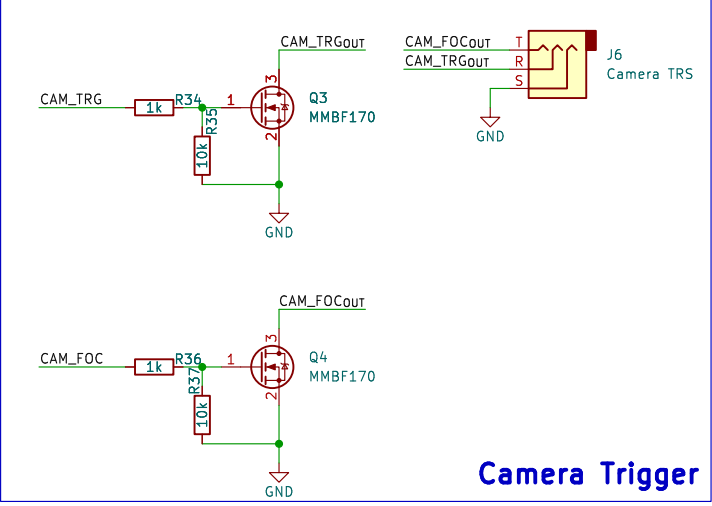 CAM_TRGOUT
CAM_TRG
R34
1k
R35
10k
1
3
2
Q3
MMBF170
GND
CAM_FOCOUT
CAM_TRGOUT
T
R
S
J6
Camera TRS
GND
CAM_FOCOUT
CAM_FOC
R36
1k
R37
10k
1
3
2
Q4
MMBF170
GND
Camera Trigger